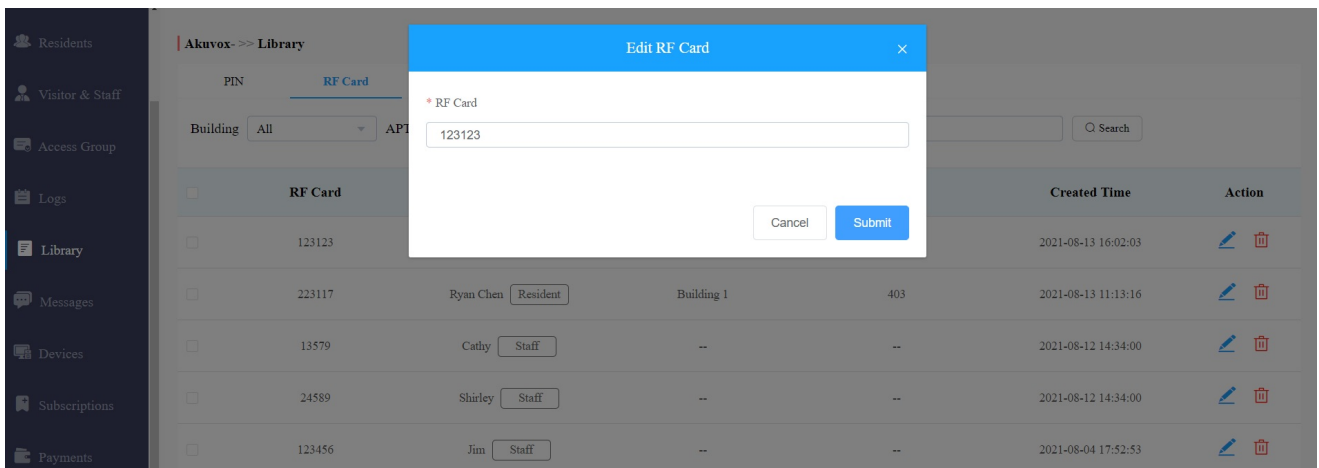 Residents
Visitor & Staff
Access Group
Logs
Library
Messages
Devices
Subscriptions
Payments
Akuvox- >> Library
PIN RF Card
Building All APT
Search
Edit RF Card ×
* RF Card
123123
Cancel Submit
RF Card Created Time Action
123123 2021-08-13 16:02:03
223117 Ryan Chen Resident Building 1 403 2021-08-13 11:13:16
13579 Cathy Staff -- -- 2021-08-12 14:34:00
24589 Shirley Staff -- -- 2021-08-12 14:34:00
123456 Jim Staff -- -- 2021-08-04 17:52:53